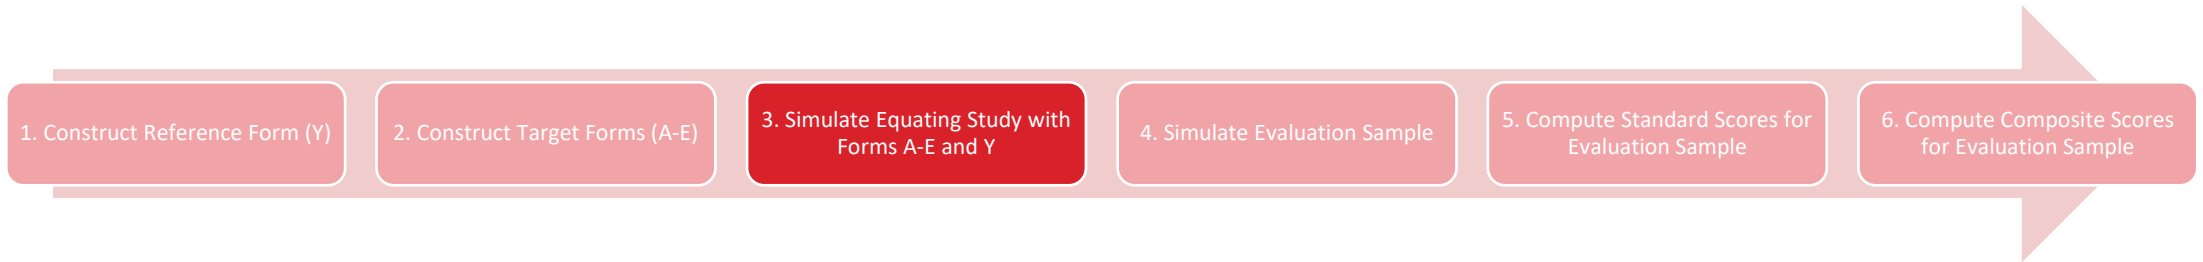 1. Construct Reference Form (Y)
2. Construct Target Forms (A-E)
3. Simulate Equating Study with
Forms A-E and Y
4. Simulate Evaluation Sample
5. Compute Standard Scores for
Evaluation Sample
6. Compute Composite Scores
for Evaluation Sample